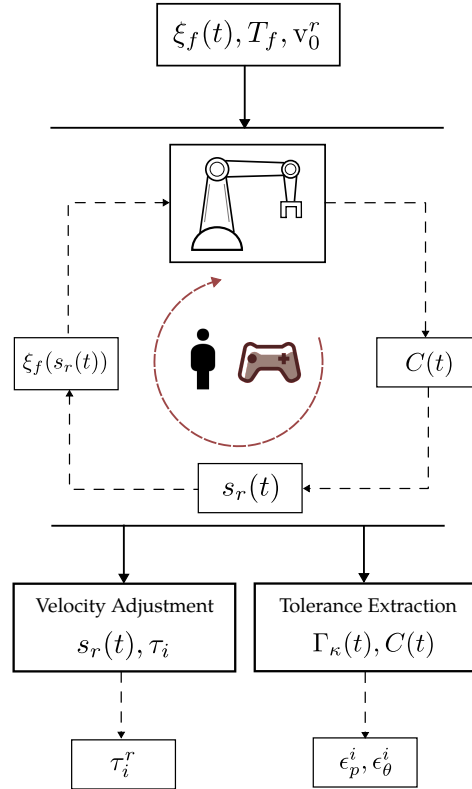 ξ_f(t), T_f, v_0^r
ξ_f(s_r(t))
C(t)
s_r(t)
Velocity Adjustment
s_r(t), τ_i
Tolerance Extraction
Γ_κ(t), C(t)
τ_i^r
ϵ_p^i, ϵ_θ^i